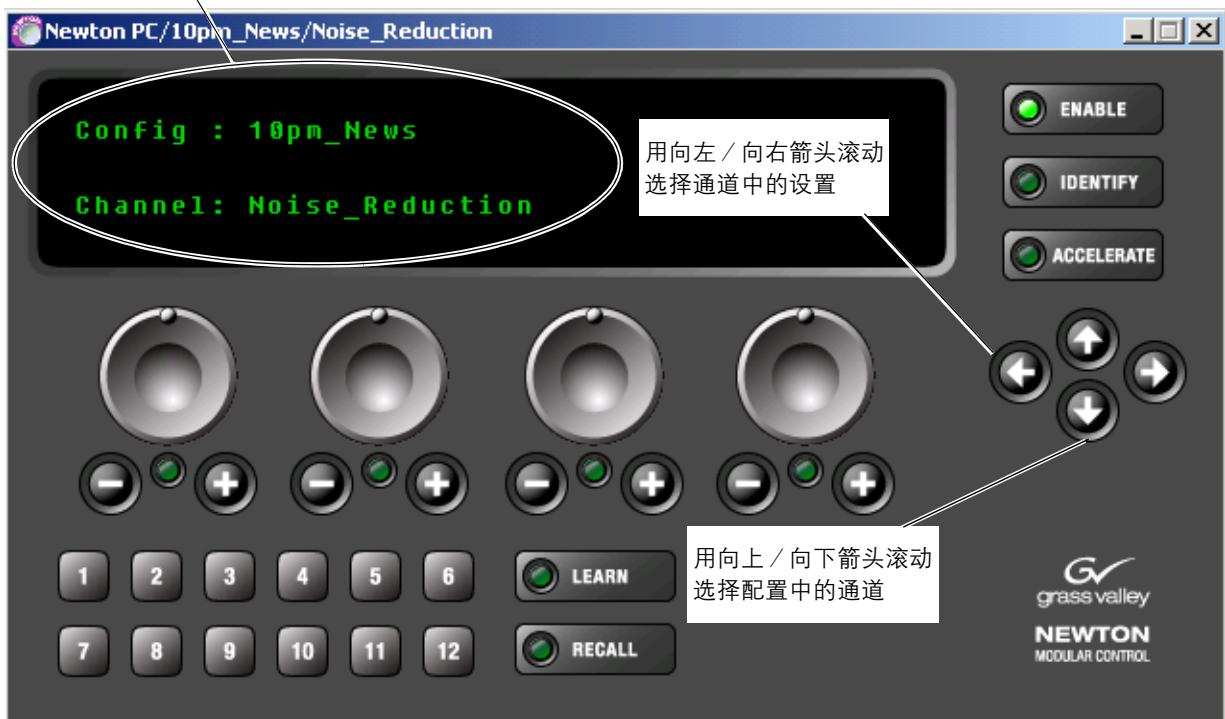 Newton PC/10pm_News/Noise_Reduction
Config : 10pm_News
Channel: Noise_Reduction
用向左／向右箭头滚动
选择通道中的设置
ENABLE
IDENTIFY
ACCELERATE
用向上／向下箭头滚动
选择配置中的通道
1 2 3 4 5 6 LEARN
7 8 9 10 11 12 RECALL
GV
grass valley
NEWTON
MODULAR CONTROL